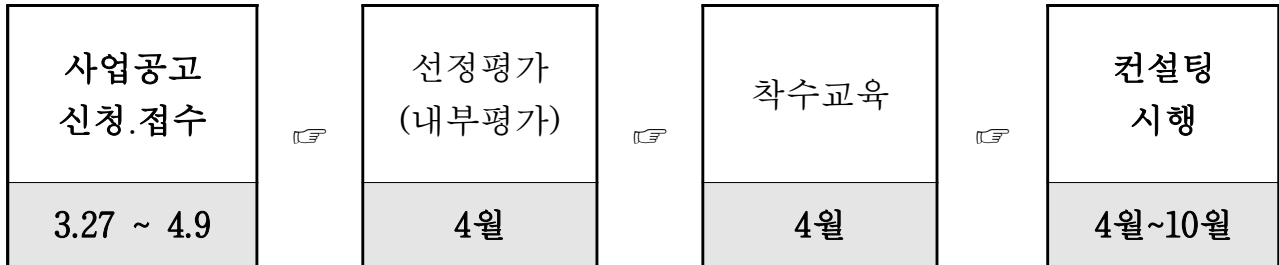 사업공고
신청.접수
3.27 ~ 4.9
☞
선정평가
(내부평가)
4월
☞
착수교육
4월
☞
컨설팅
시행
4월~10월